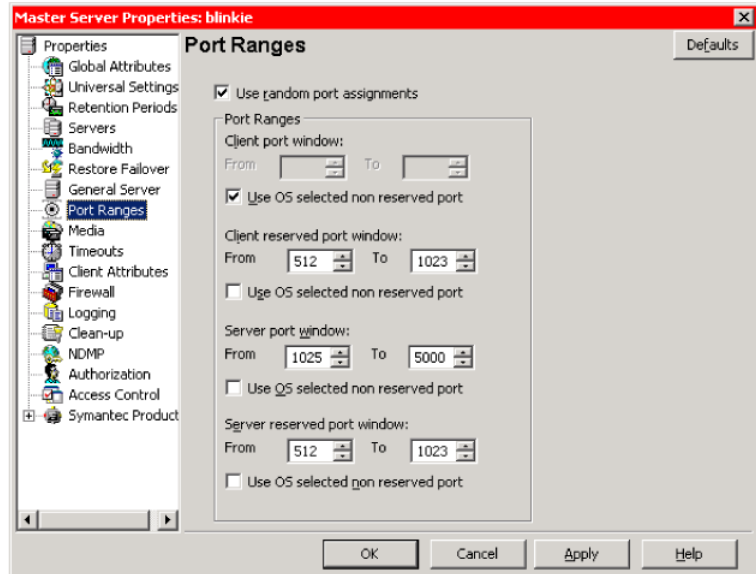 Master Server Properties: blinkie
Properties
Global Attributes
Universal Settings
Retention Periods
Servers
Bandwidth
Restore Failover
General Server
Port Ranges
Media
Timeouts
Client Attributes
Firewall
Logging
Clean-up
NDMP
Authorization
Access Control
Symantec Product
Port Ranges
Defaults
Use random port assignments
Port Ranges
Client port window:
From To
Use OS selected non reserved port
Client reserved port window:
From 512 To 1023
Use OS selected non reserved port
Server port window:
From 1025 To 5000
Use OS selected non reserved port
Server reserved port window:
From 512 To 1023
Use OS selected non reserved port
OK Cancel Apply Help